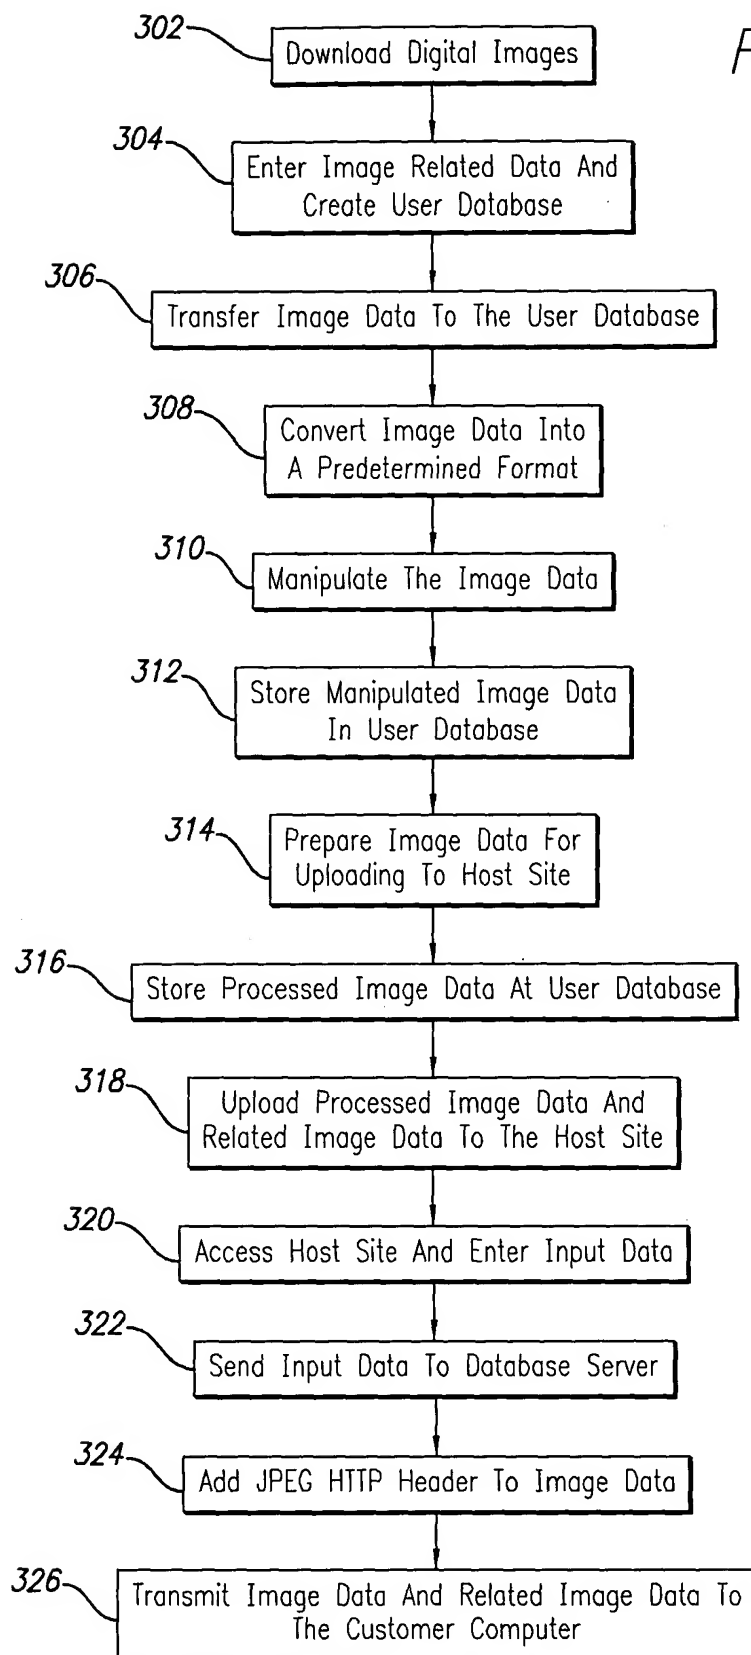 302
Download Digital Images
F
304
Enter Image Related Data And
Create User Database
306
Transfer Image Data To The User Database
308
Convert Image Data Into
A Predetermined Format
310
Manipulate The Image Data
312
Store Manipulated Image Data
In User Database
314
Prepare Image Data For
Uploading To Host Site
316
Store Processed Image Data At User Database
318
Upload Processed Image Data And
Related Image Data To The Host Site
320
Access Host Site And Enter Input Data
322
Send Input Data To Database Server
324
Add JPEG HTTP Header To Image Data
326
Transmit Image Data And Related Image Data To
The Customer Computer